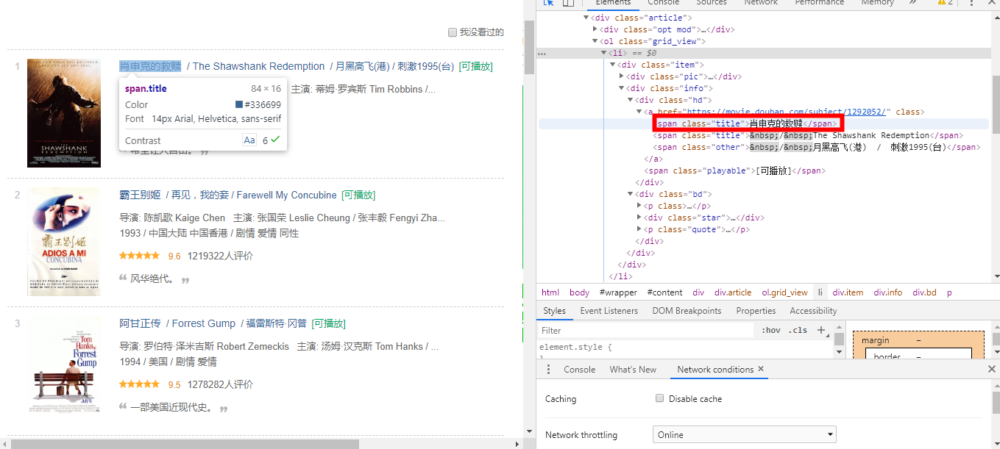 Elements Console Sources Network Performance Memory » 2
我没看过的
1
肖申克的救赎 / The Shawshank Redemption / 月黑高飞(港) / 刺激1995(台) [可播放]
主演: 蒂姆·罗宾斯 Tim Robbins /...
span.title 84 × 16
Color #336699
Font 14px Arial, Helvetica, sans-serif
Contrast Aa 6
THE SHAWSHANK REDEMPTION
2
霸王别姬 / 再见，我的妾 / Farewell My Concubine [可播放]
导演: 陈凯歌 Kaige Chen 主演: 张国荣 Leslie Cheung / 张丰毅 Fengyi Zha...
1993 / 中国大陆 中国香港 / 剧情 爱情 同性
9.6 1219322人评价
“ 风华绝代。 ”
霸王别姬
ADIOS A MI
CONCUBINA
3
阿甘正传 / Forrest Gump / 福雷斯特·冈普 [可播放]
导演: 罗伯特·泽米吉斯 Robert Zemeckis 主演: 汤姆·汉克斯 Tom Hanks / ...
1994 / 美国 / 剧情 爱情
9.5 1278282人评价
“ 一部美国近现代史。 ”
Tom
Hanks
is
Forrest
Gump
<div class="article">
<div class="opt mod">…</div>
<ol class="grid_view">
… <li> == $0
<div class="item">
<div class="pic">…</div>
<div class="info">
<div class="hd">
<a href="https://movie.douban.com/subject/1292052/" class>
span class="title">肖申克的救赎</span>
<span class="title">&nbsp;/&nbsp;The Shawshank Redemption</span>
<span class="other">&nbsp;/&nbsp;月黑高飞(港) / 刺激1995(台)</span>
</a>
<span class="playable">[可播放]</span>
</div>
<div class="bd">
<p class>…</p>
<div class="star">…</div>
<p class="quote">…</p>
</div>
</div>
</div>
</li>
html body #wrapper #content div div.article ol.grid_view li div.item div.info div.bd p
Styles Event Listeners DOM Breakpoints Properties Accessibility
Filter :hov .cls +
element.style {
margin –
border –
Console What's New Network conditions ×
Caching Disable cache
Network throttling Online